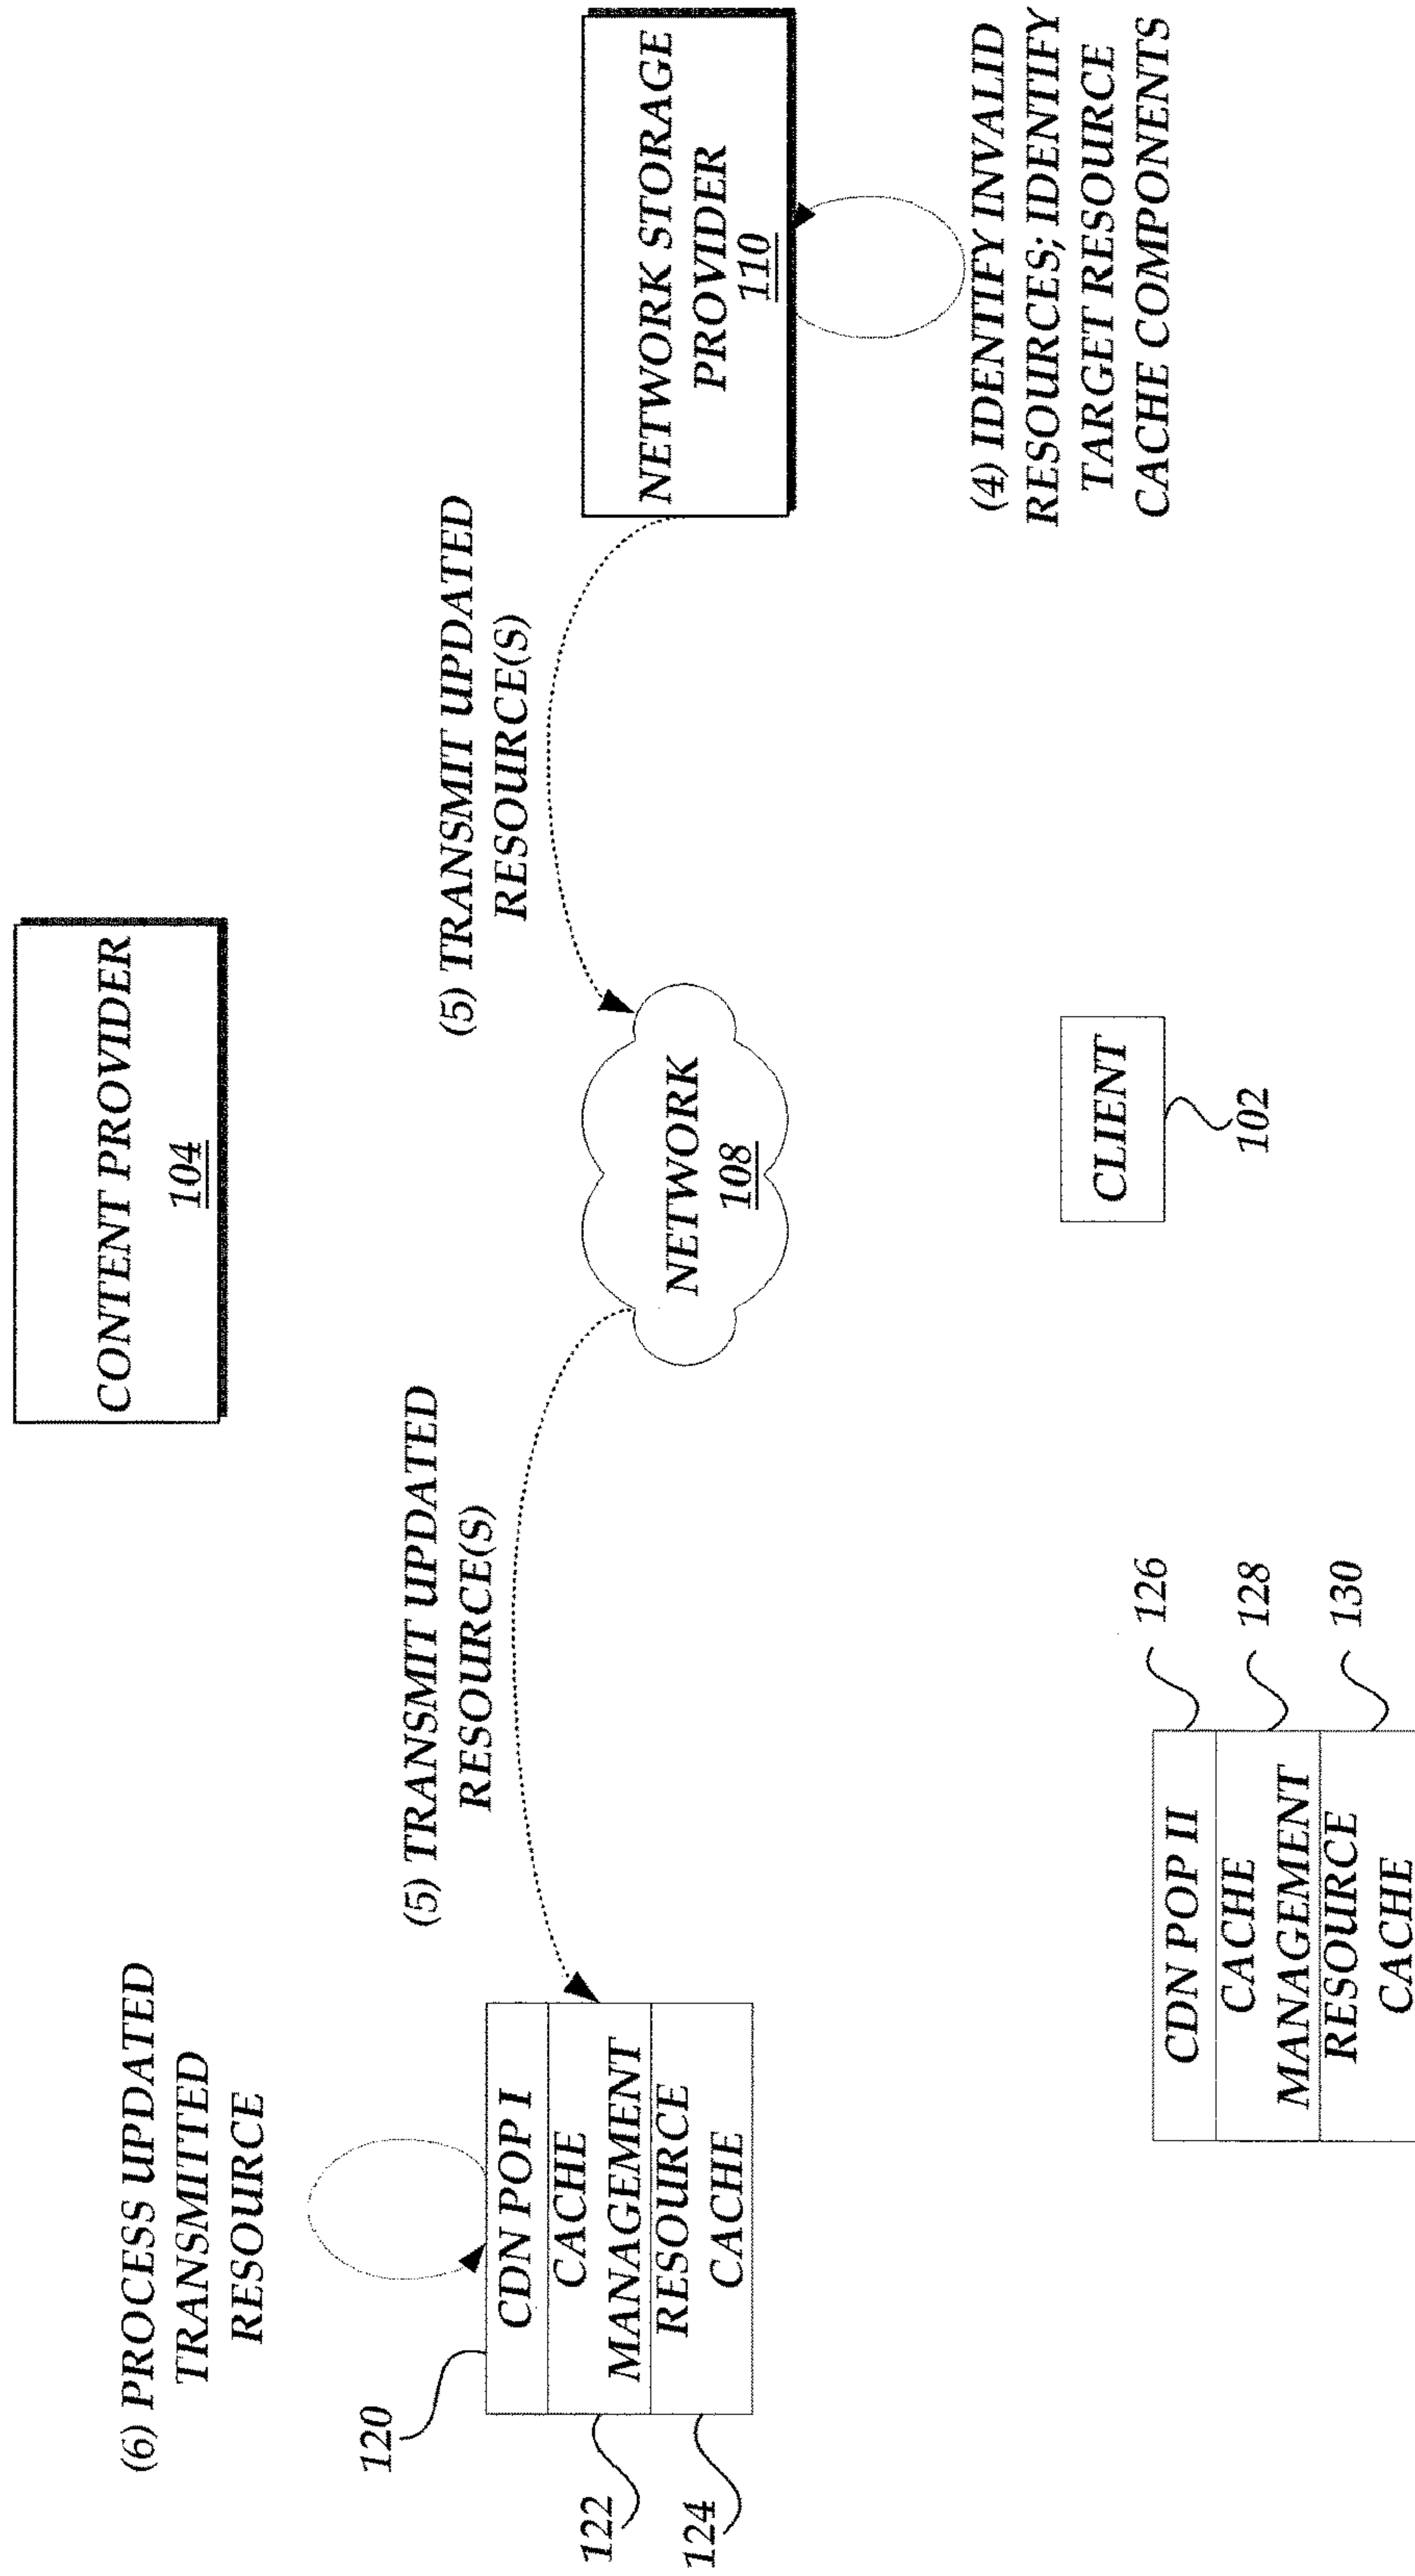 CONTENT PROVIDER
104
(6) PROCESS UPDATED
TRANSMITTED
RESOURCE
(5) TRANSMIT UPDATED
RESOURCE(S)
(5) TRANSMIT UPDATED
RESOURCE(S)
120
CDN POP I
122
CACHE
MANAGEMENT
124
RESOURCE
CACHE
NETWORK
108
NETWORK STORAGE
PROVIDER
110
(4) IDENTIFY INVALID
RESOURCES; IDENTIFY
TARGET RESOURCE
CACHE COMPONENTS
CLIENT
102
CDN POP II
126
CACHE
MANAGEMENT
128
RESOURCE
CACHE
130